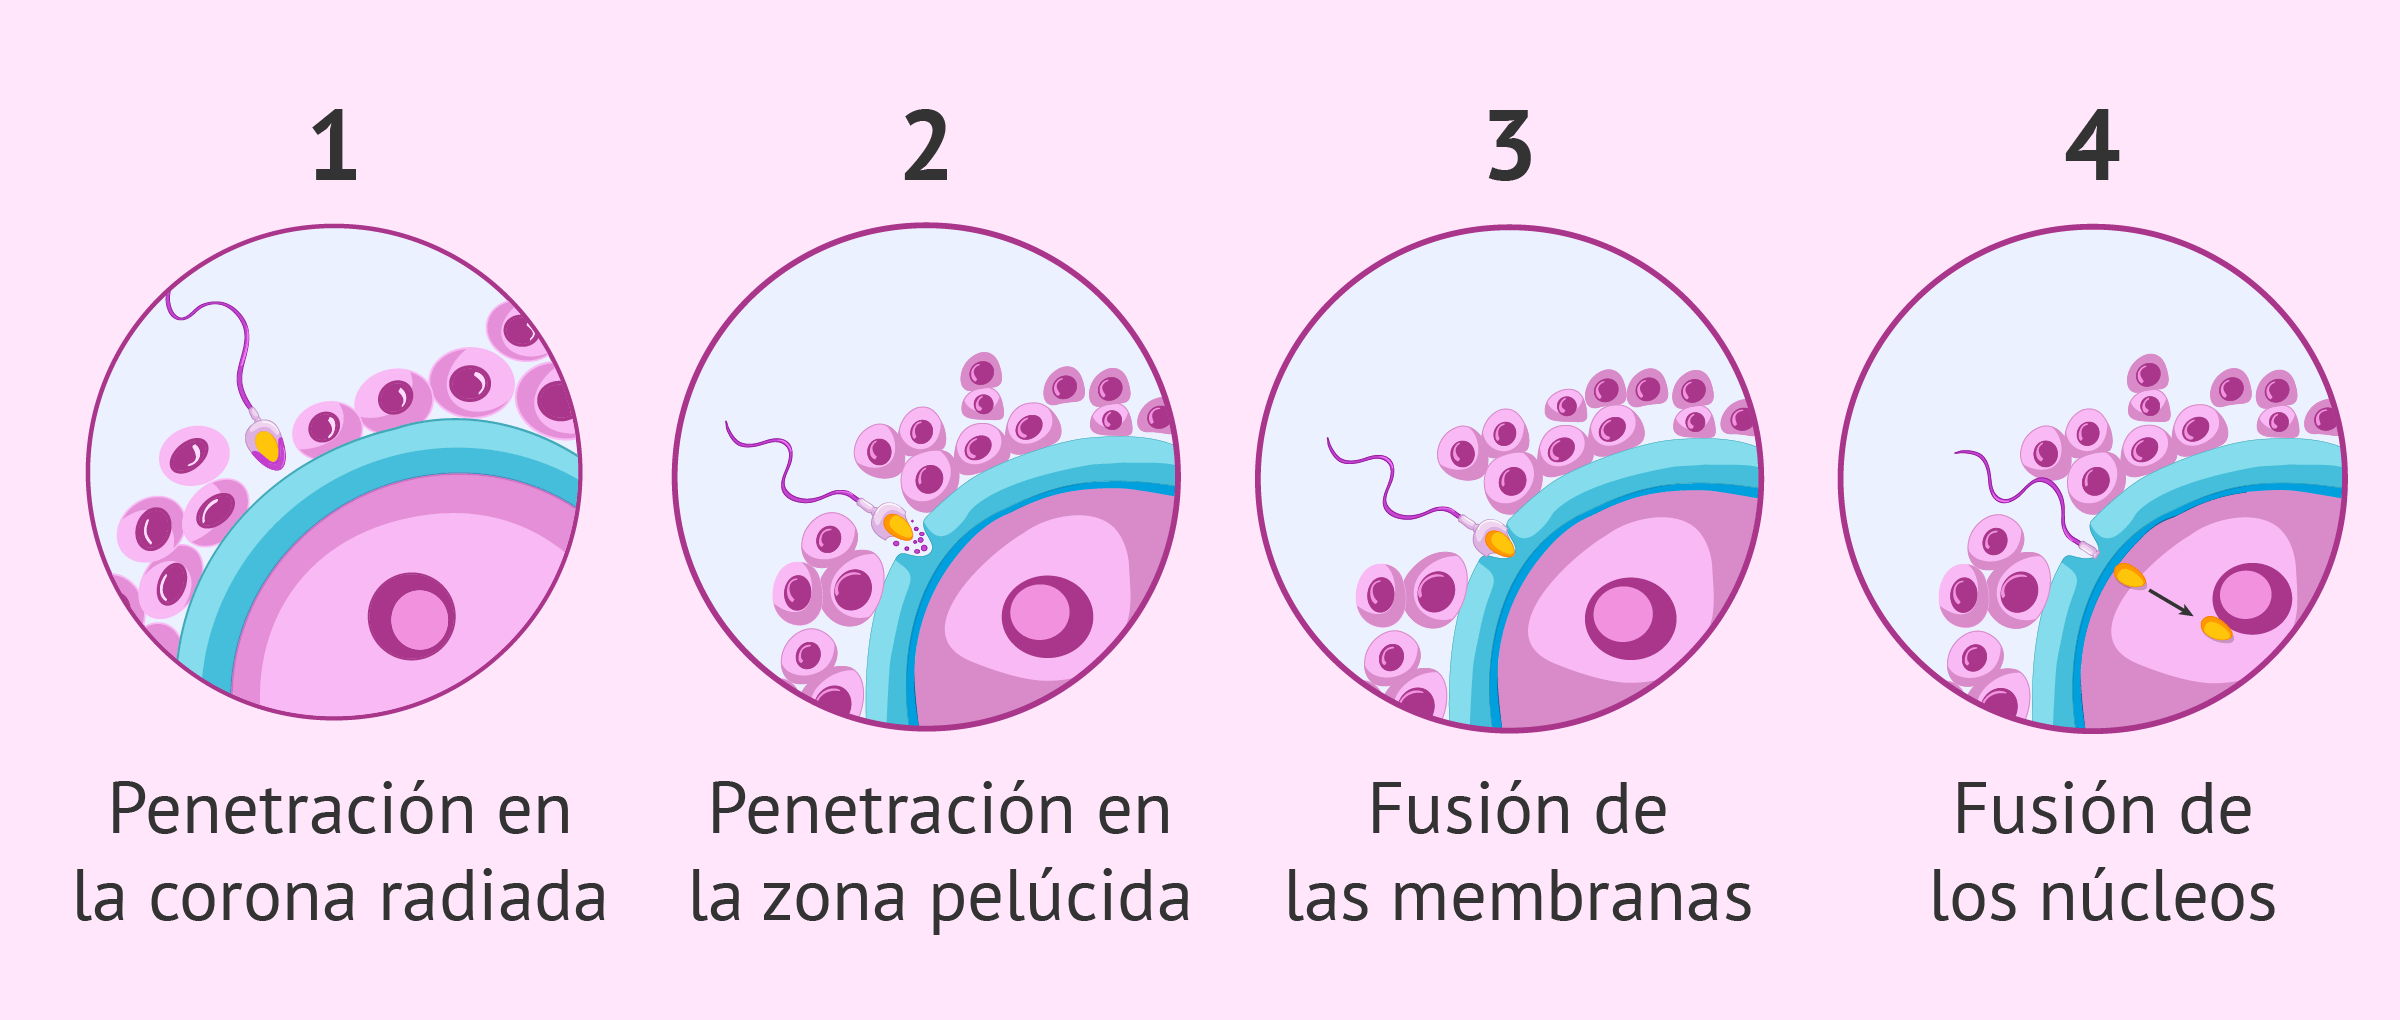 1
2
3
4
Penetración en
la corona radiada
Penetración en
la zona pelúcida
Fusión de
las membranas
Fusión de
los núcleos